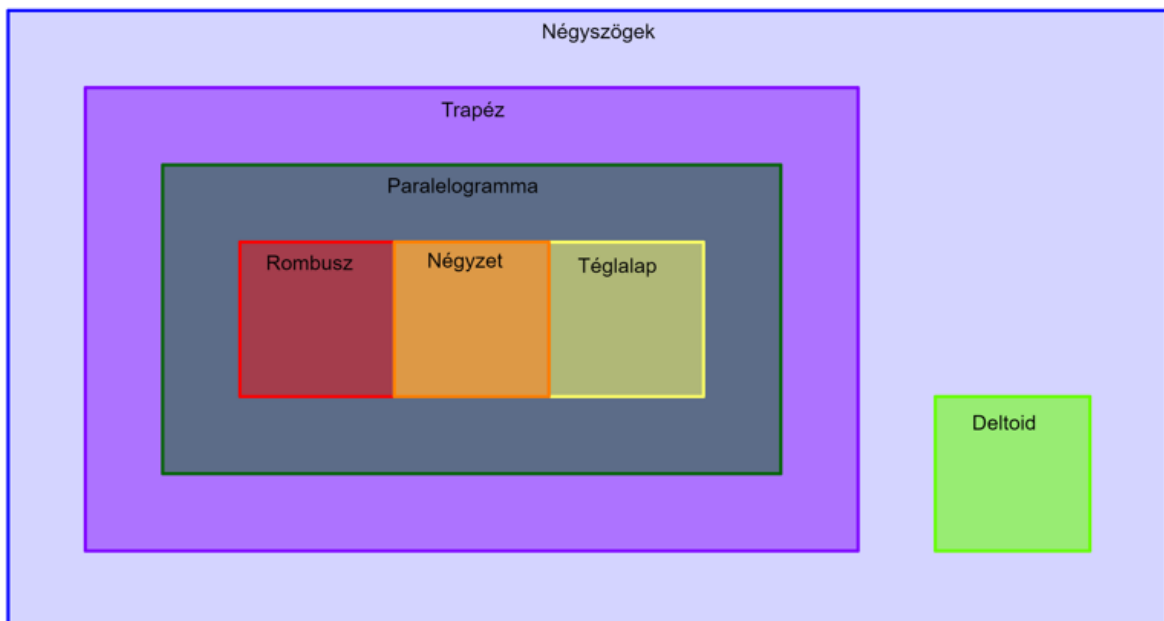 Négyszögek
Trapéz
Paralelogramma
Rombusz
Négyzet
Téglalap
Deltoid